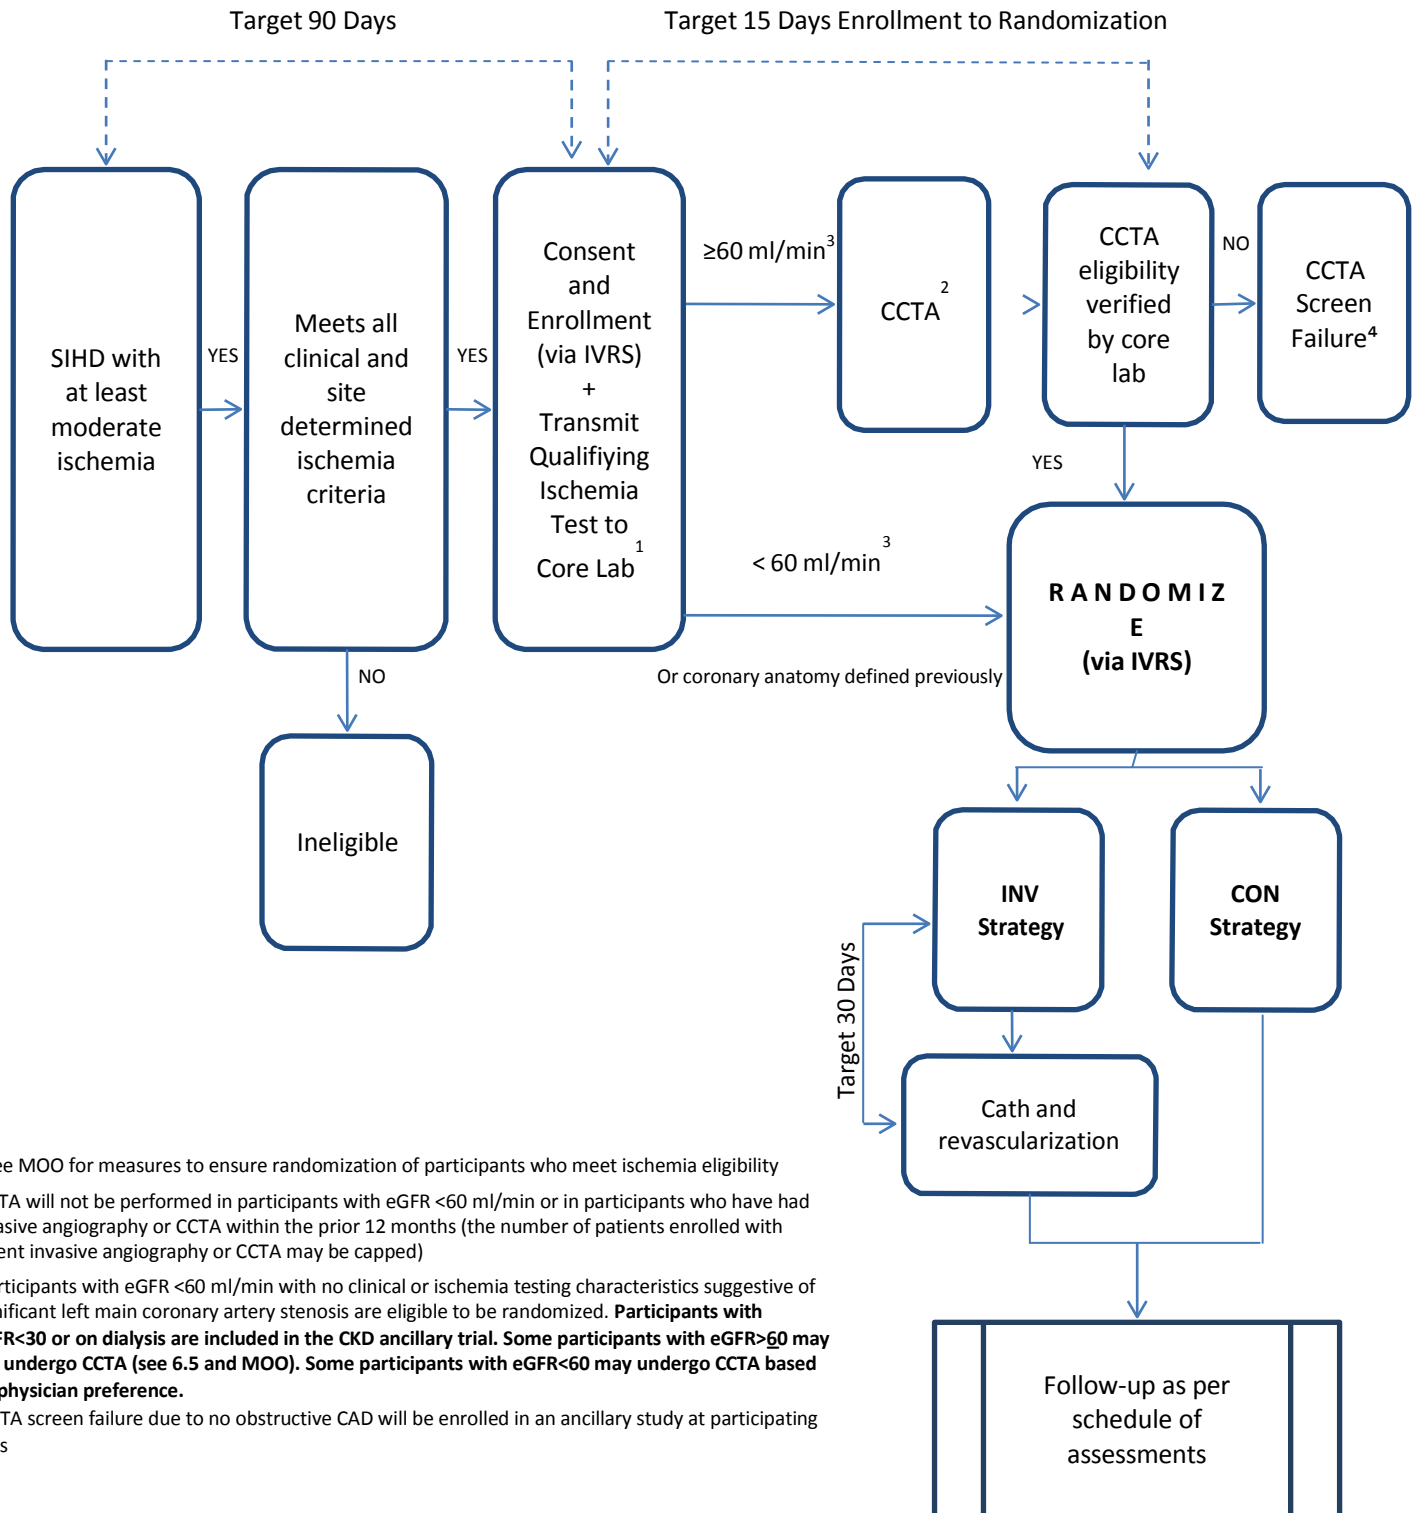 Target 90 Days
Target 15 Days Enrollment to Randomization
SIHD with
at least
moderate
ischemia
YES
Meets all
clinical and
site
determined
ischemia
criteria
YES
Consent
and
Enrollment
(via IVRS)
+
Transmit
Qualifiying
Ischemia
Test to
Core Lab1
≥60 ml/min3
CCTA2
CCTA
eligibility
verified
by core
lab
NO
CCTA
Screen
Failure⁴
YES
< 60 ml/min3
Or coronary anatomy defined previously
R A N D O M I Z
E
(via IVRS)
NO
Ineligible
INV
Strategy
CON
Strategy
Target 30 Days
Cath and
revascularization
Follow-up as per
schedule of
assessments
ee MOO for measures to ensure randomization of participants who meet ischemia eligibility
TA will not be performed in participants with eGFR <60 ml/min or in participants who have had
asive angiography or CCTA within the prior 12 months (the number of patients enrolled with
ent invasive angiography or CCTA may be capped)
rticipants with eGFR <60 ml/min with no clinical or ischemia testing characteristics suggestive of
nificant left main coronary artery stenosis are eligible to be randomized. Participants with
FR<30 or on dialysis are included in the CKD ancillary trial. Some participants with eGFR>60 may
undergo CCTA (see 6.5 and MOO). Some participants with eGFR<60 may undergo CCTA based
physician preference.
TA screen failure due to no obstructive CAD will be enrolled in an ancillary study at participating
s